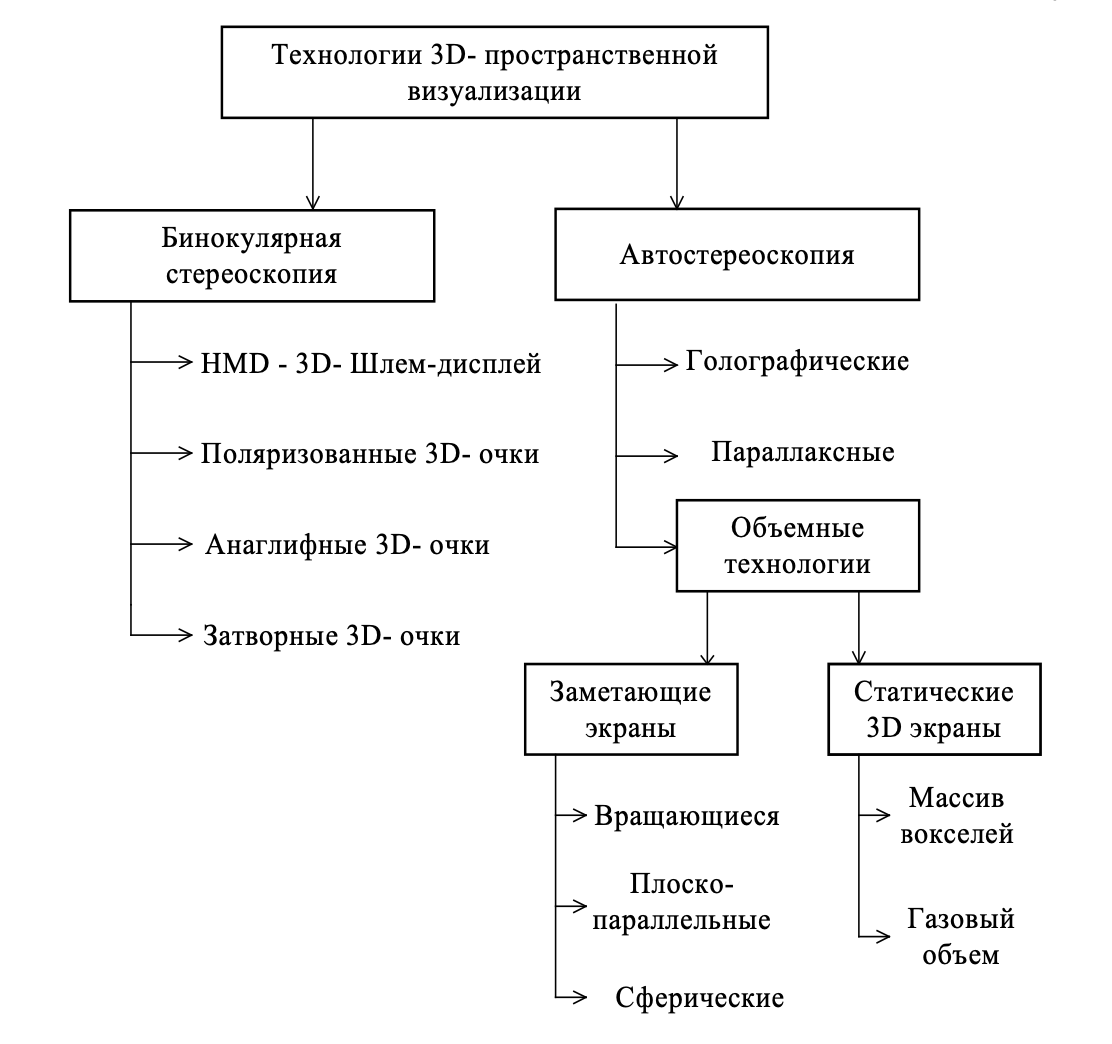 Технологии 3D- пространственной
визуализации
Бинокулярная
стереоскопия
HMD - 3D- Шлем-дисплей
Поляризованные 3D- очки
Анаглифные 3D- очки
Затворные 3D- очки
Автостереоскопия
Голографические
Параллаксные
Объемные
технологии
Заметающие
экраны
Вращающиеся
Плоско-
параллельные
Сферические
Статические
3D экраны
Массив
вокселей
Газовый
объем